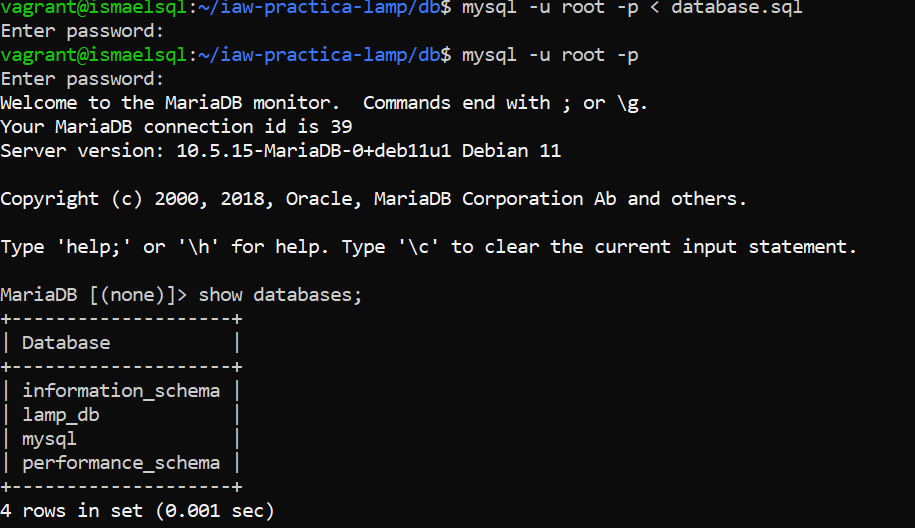 vagrant@ismaelsql:~/iaw-practica-lamp/db$ mysql -u root -p < database.sql
Enter password:
vagrant@ismaelsql:~/iaw-practica-lamp/db$ mysql -u root -p
Enter password:
Welcome to the MariaDB monitor.  Commands end with ; or \g.
Your MariaDB connection id is 39
Server version: 10.5.15-MariaDB-0+deb11u1 Debian 11
Copyright (c) 2000, 2018, Oracle, MariaDB Corporation Ab and others.
Type 'help;' or '\h' for help. Type '\c' to clear the current input statement.
MariaDB [(none)]> show databases;
+--------------------+
| Database           |
+--------------------+
| information_schema |
| lamp_db            |
| mysql              |
| performance_schema |
+--------------------+
4 rows in set (0.001 sec)